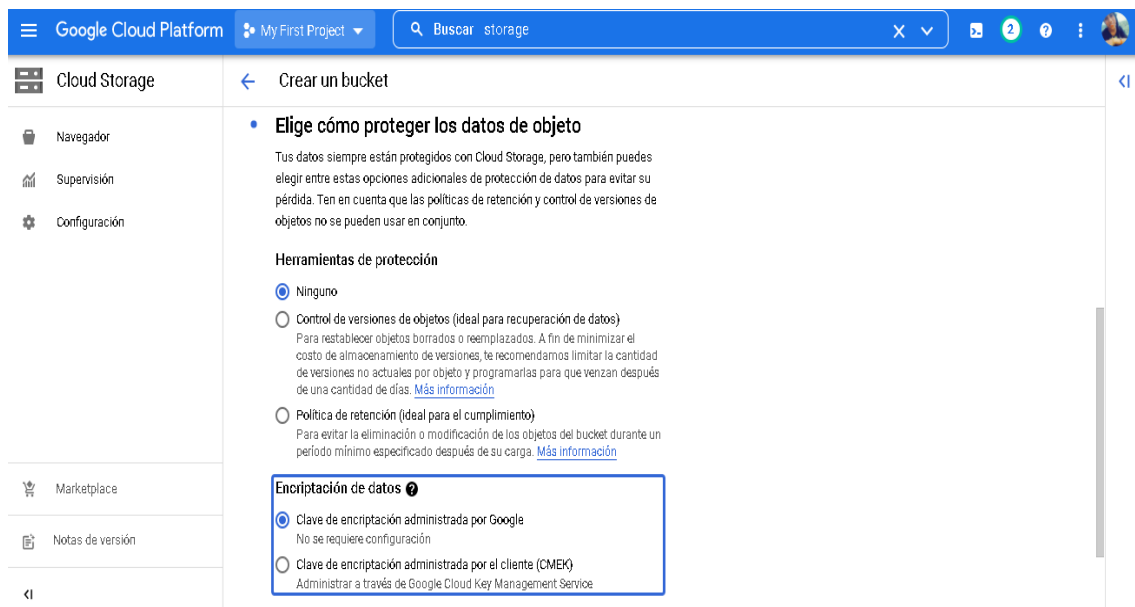 Google Cloud Platform My First Project Buscar storage 2
Cloud Storage
Crear un bucket
Navegador
Supervisión
Configuración
Elige cómo proteger los datos de objeto
Tus datos siempre están protegidos con Cloud Storage, pero también puedes
elegir entre estas opciones adicionales de protección de datos para evitar su
pérdida. Ten en cuenta que las políticas de retención y control de versiones de
objetos no se pueden usar en conjunto.
Herramientas de protección
Ninguno
Control de versiones de objetos (ideal para recuperación de datos)
Para restablecer objetos borrados o reemplazados. A fin de minimizar el
costo de almacenamiento de versiones, te recomendamos limitar la cantidad
de versiones no actuales por objeto y programarlas para que venzan después
de una cantidad de días. Más información
Política de retención (ideal para el cumplimiento)
Para evitar la eliminación o modificación de los objetos del bucket durante un
período mínimo especificado después de su carga. Más información
Encriptación de datos
Clave de encriptación administrada por Google
No se requiere configuración
Clave de encriptación administrada por el cliente (CMEK)
Administrar a través de Google Cloud Key Management Service
Marketplace
Notas de versión